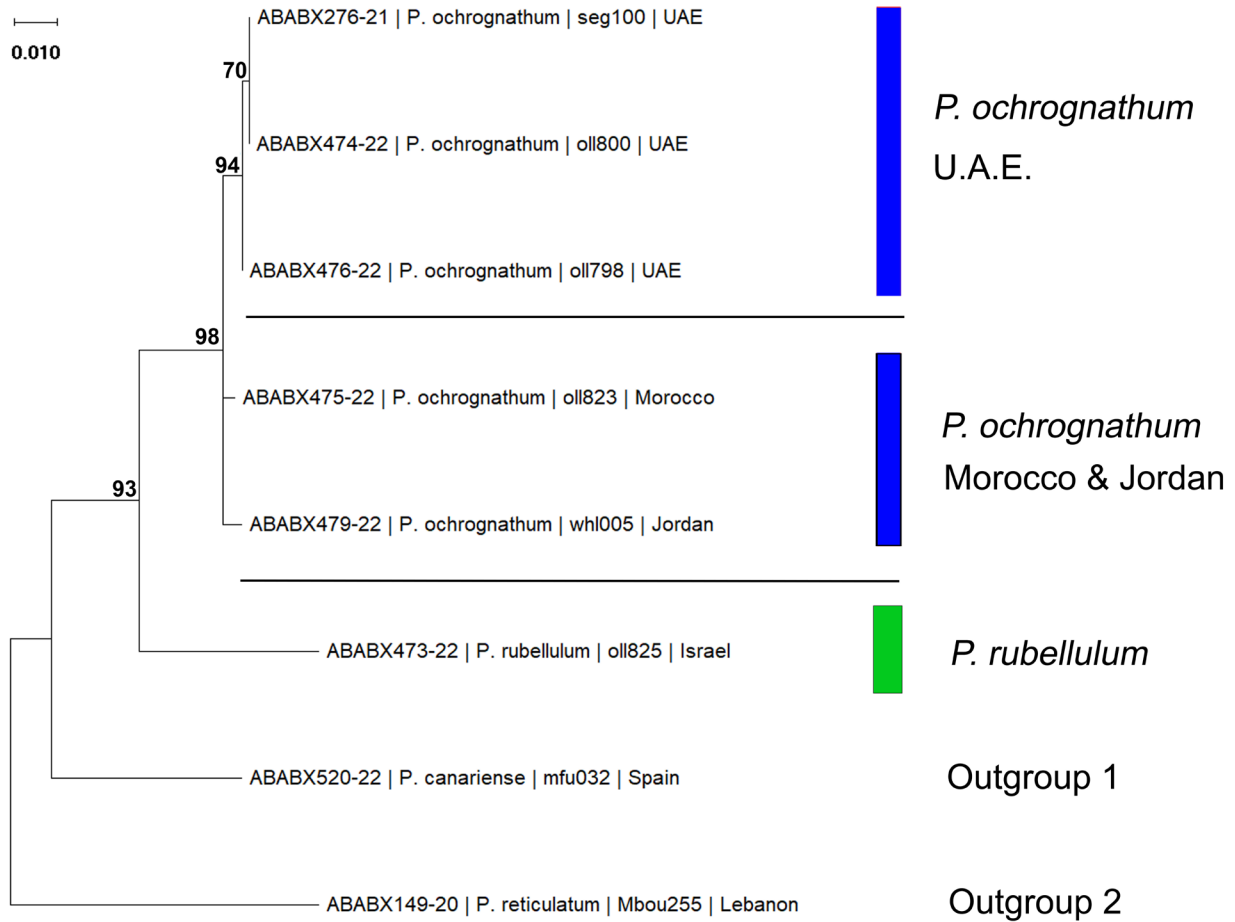 0.010
ABABX276-21 | P. ochrognathum | seg100 | UAE
70
P. ochrognathum
U.A.E.
ABABX474-22 | P. ochrognathum | oll800 | UAE
94
ABABX476-22 | P. ochrognathum | oll798 | UAE
98
ABABX475-22 | P. ochrognathum | oll823 | Morocco
P. ochrognathum
Morocco & Jordan
93
ABABX479-22 | P. ochrognathum | whl005 | Jordan
ABABX473-22 | P. rubellulum | oll825 | Israel
P. rubellulum
ABABX520-22 | P. canariense | mfu032 | Spain
Outgroup 1
ABABX149-20 | P. reticulatum | Mbou255 | Lebanon
Outgroup 2